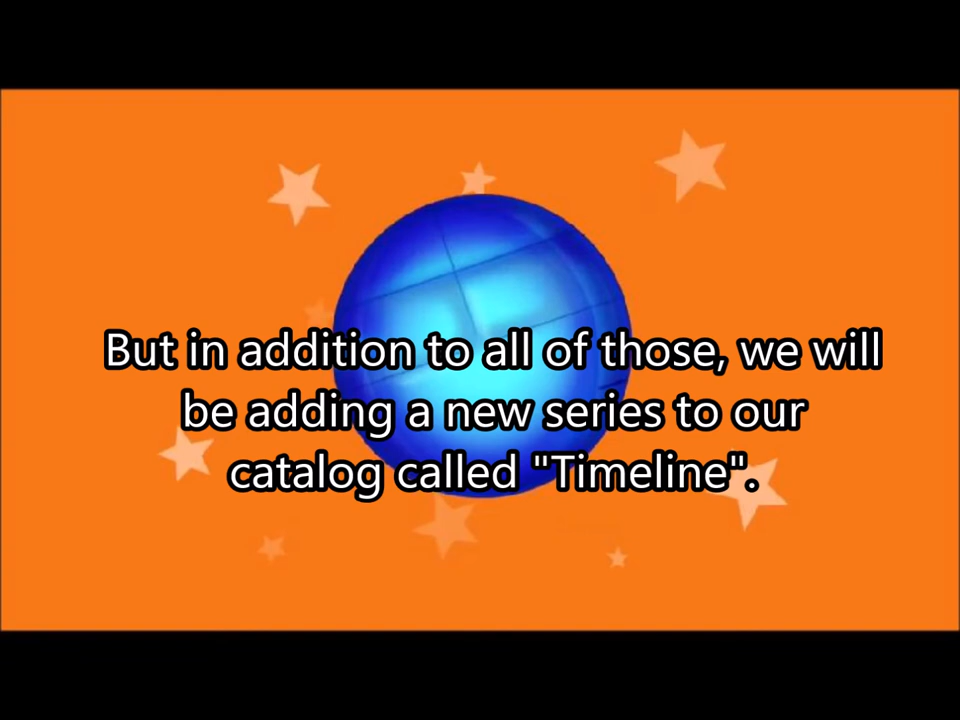 But in addition to all of those, we will
be adding a new series to our
catalog called "Timeline".